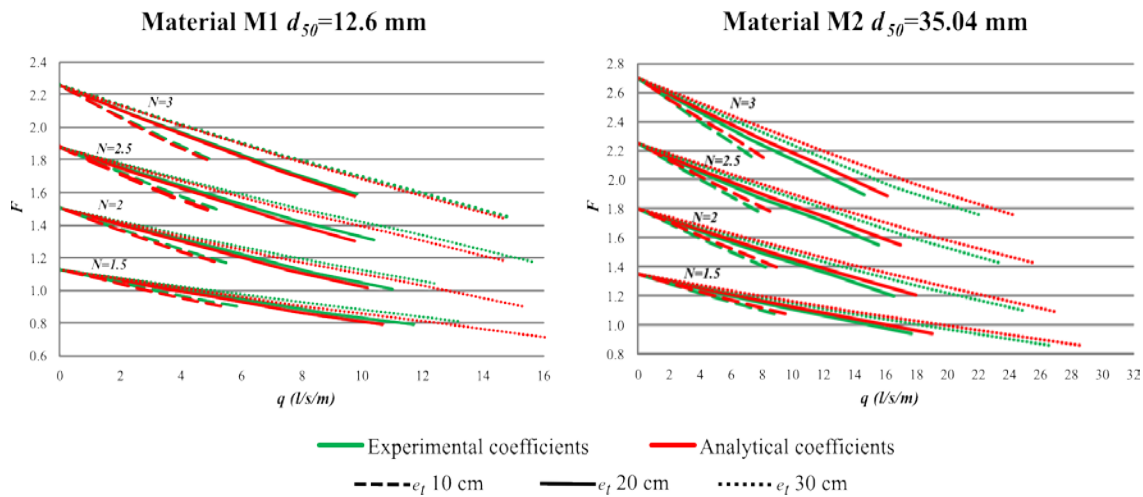 Material M1 d50=12.6 mm
Material M2 d50=35.04 mm
2.4
2.2
2.0
1.8
1.6
1.4
1.2
1.0
0.8
0.6
F
N=3
N=2.5
N=2
N=1.5
0 2 4 6 8 10 12 14 16
q (l/s/m)
2.8
2.6
2.4
2.2
2.0
1.8
1.6
1.4
1.2
1.0
0.8
F
N=3
N=2.5
N=2
N=1.5
0 2 4 6 8 10 12 14 16 18 20 22 24 26 28 30 32
q (l/s/m)
Experimental coefficients Analytical coefficients
et 10 cm et 20 cm et 30 cm